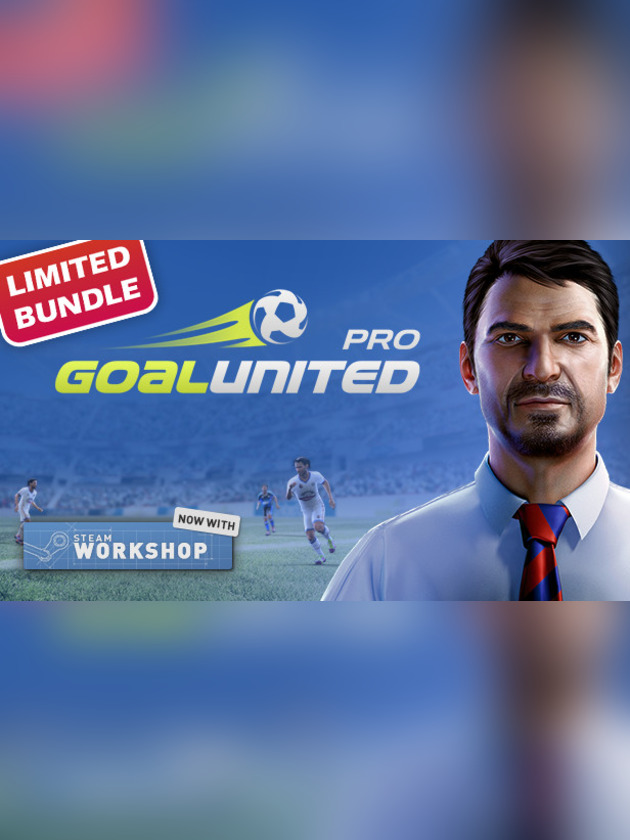 LIMITED
BUNDLE
PRO
GOALUNITED
NOW WITH
STEAM
WORKSHOP